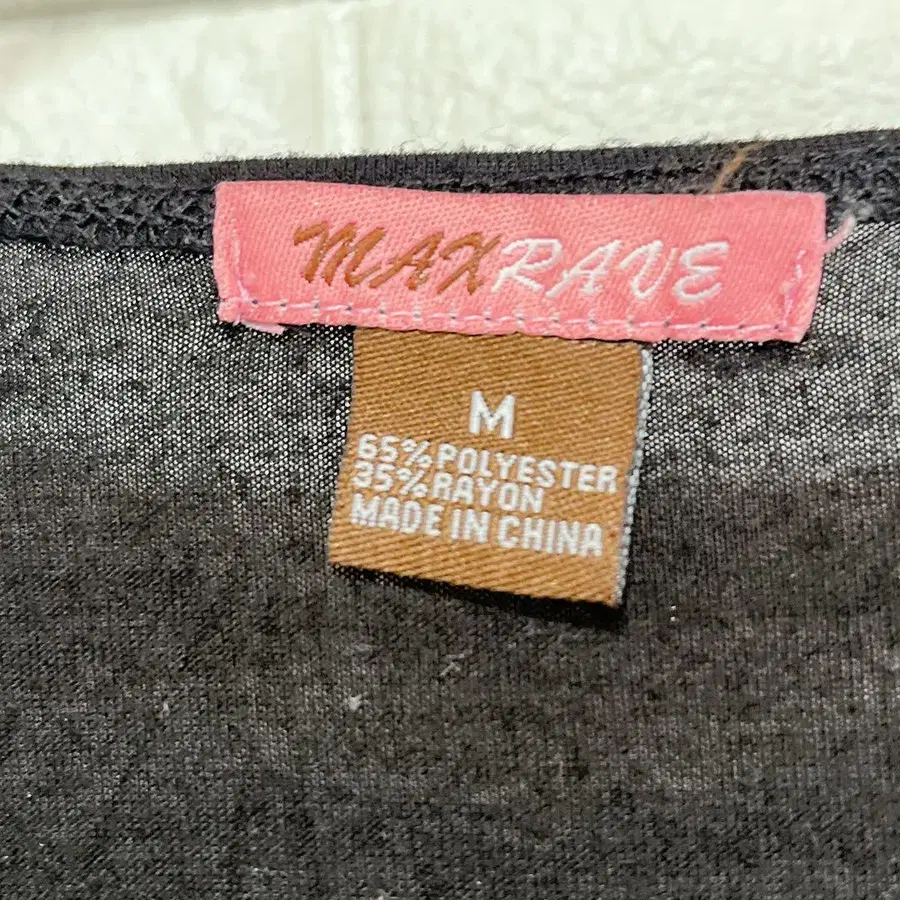 MAXRAVE
M
65% POLYESTER
35% RAYON
MADE IN CHINA